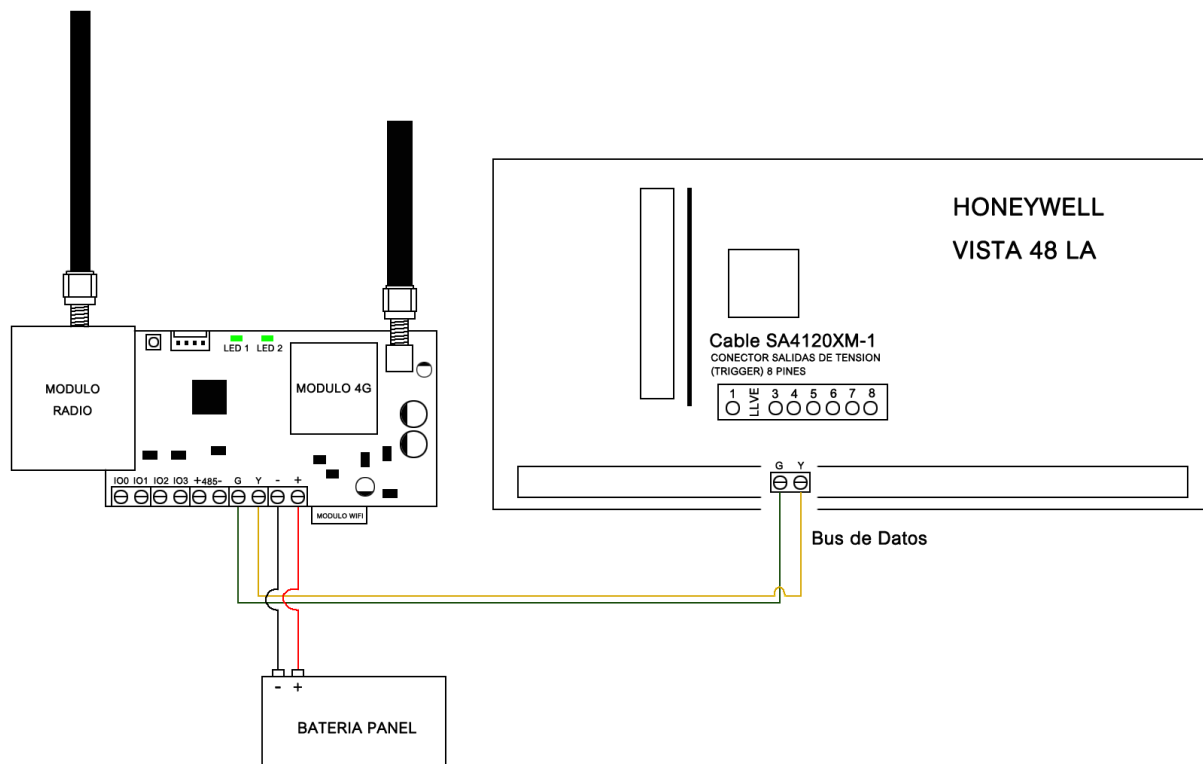 HONEYWELL
VISTA 48 LA
Cable SA4120XM-1
CONECTOR SALIDAS DE TENSION
(TRIGGER) 8 PINES
1 LLVE 3 4 5 6 7 8
LED 1 LED 2
MODULO
RADIO
MODULO 4G
IO0 IO1 IO2 IO3 +485- G Y - +
MODULO WIFI
G Y
Bus de Datos
- +
BATERIA PANEL